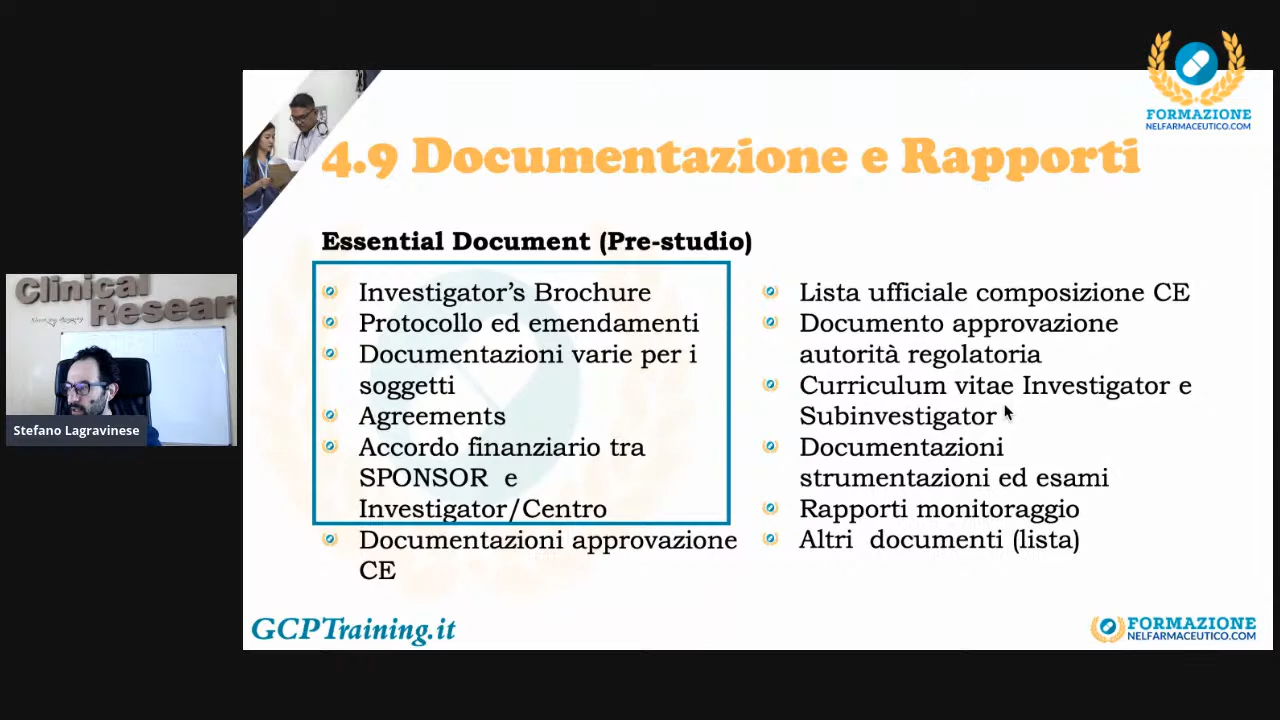 FORMAZIONE
NELFARMACEUTICO.COM
4.9 Documentazione e Rapporti
Essential Document (Pre-studio)
Investigator’s Brochure
Protocollo ed emendamenti
Documentazioni varie per i
soggetti
Agreements
Accordo finanziario tra
SPONSOR e
Investigator/Centro
Documentazioni approvazione
CE
Lista ufficiale composizione CE
Documento approvazione
autorità regolatoria
Curriculum vitae Investigator e
Subinvestigator
Documentazioni
strumentazioni ed esami
Rapporti monitoraggio
Altri documenti (lista)
Clinical
Research
Stefano Lagravinese
GCPTraining.it
FORMAZIONE
NELFARMACEUTICO.COM